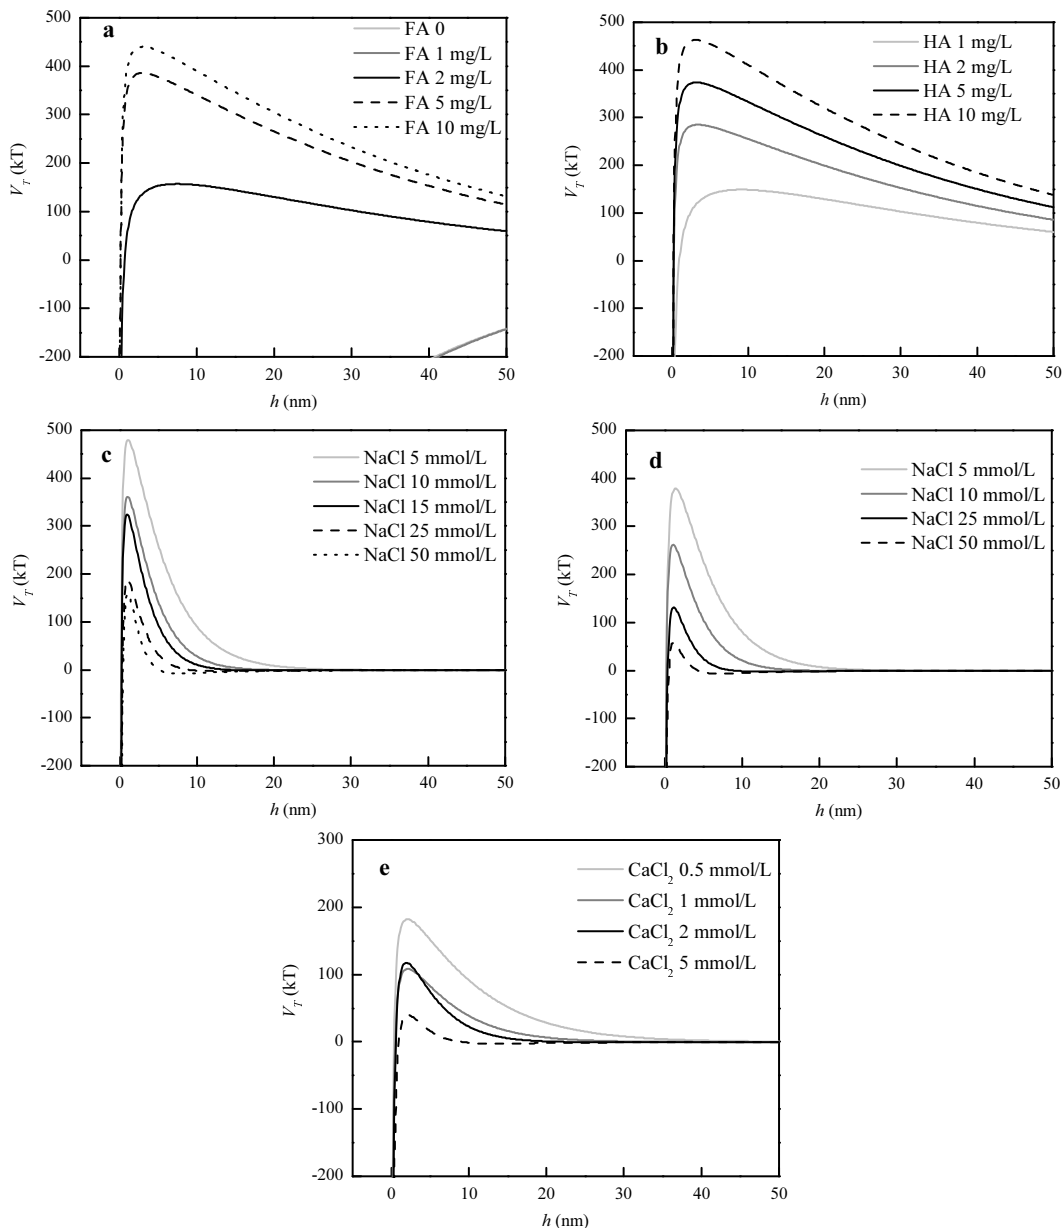 a
FA 0
FA 1 mg/L
FA 2 mg/L
FA 5 mg/L
FA 10 mg/L
500
400
300
200
100
0
-100
-200
V_T (kT)
0 10 20 30 40 50
h (nm)
b
HA 1 mg/L
HA 2 mg/L
HA 5 mg/L
HA 10 mg/L
500
400
300
200
100
0
-100
-200
V_T (kT)
0 10 20 30 40 50
h (nm)
c
NaCl 5 mmol/L
NaCl 10 mmol/L
NaCl 15 mmol/L
NaCl 25 mmol/L
NaCl 50 mmol/L
500
400
300
200
100
0
-100
-200
V_T (kT)
0 10 20 30 40 50
h (nm)
d
NaCl 5 mmol/L
NaCl 10 mmol/L
NaCl 25 mmol/L
NaCl 50 mmol/L
500
400
300
200
100
0
-100
-200
V_T (kT)
0 10 20 30 40 50
h (nm)
e
CaCl₂ 0.5 mmol/L
CaCl₂ 1 mmol/L
CaCl₂ 2 mmol/L
CaCl₂ 5 mmol/L
300
200
100
0
-100
-200
V_T (kT)
0 10 20 30 40 50
h (nm)